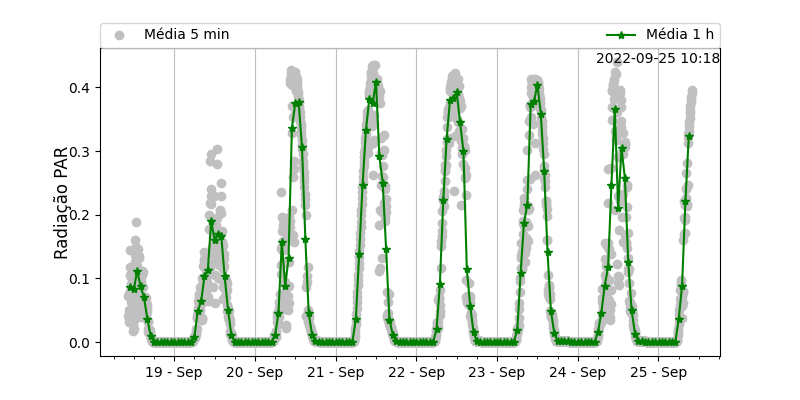 Média 5 min
Média 1 h
2022-09-25 10:18
Radiação PAR
0.4
0.3
0.2
0.1
0.0
19 - Sep
20 - Sep
21 - Sep
22 - Sep
23 - Sep
24 - Sep
25 - Sep